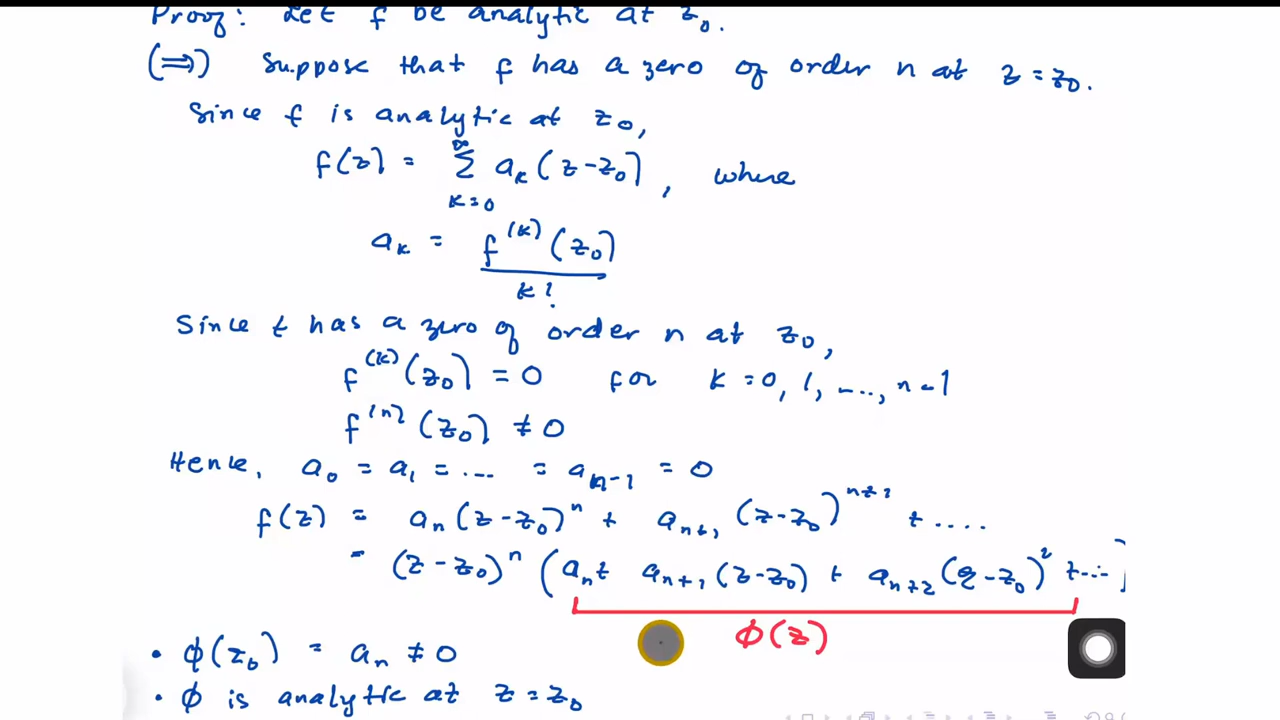 Proof: Let f be analytic at z₀.
(⟹) Suppose that f has a zero of order n at z = z₀.
Since f is analytic at z₀,
f(z) = ∑_{k=0}^{∞} a_k (z-z₀), where
a_k = f^{(k)}(z₀) / k!
Since f has a zero of order n at z₀,
f^{(k)}(z₀) = 0 for k = 0, 1, ...., n-1
f^{(n)}(z₀) ≠ 0
Hence, a₀ = a₁ = .... = a_{n-1} = 0
f(z) = a_n (z-z₀)^n + a_{n+1} (z-z₀)^{n+1} + ....
= (z-z₀)^n (a_n + a_{n+1} (z-z₀) + a_{n+2} (z-z₀)² + ...)
φ(z)
• φ(z₀) = a_n ≠ 0
• φ is analytic at z = z₀